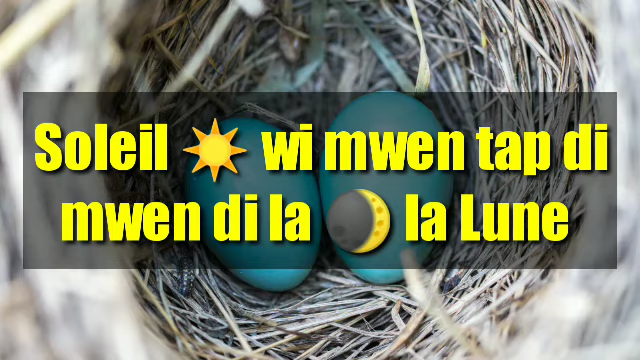 Soleil ☀️ wi mwen tap di
mwen di la 🌘 la Lune